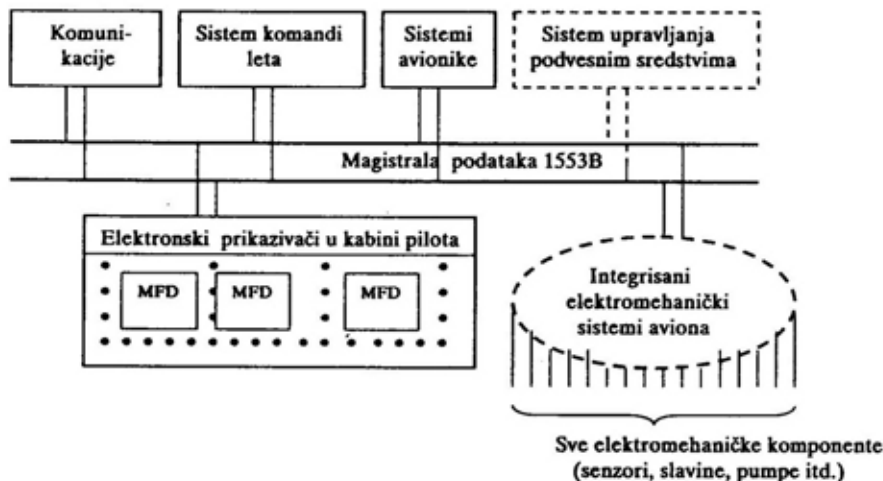 Komuni-
kacije
Sistem komandi
leta
Sistemi
avionike
Sistem upravljanja
podvesnim sredstvima
Magistrala podataka 1553B
Elektronski prikazivači u kabini pilota
MFD
MFD
MFD
Integrisani
elektromehanički
sistemi aviona
Sve elektromehaničke komponente
(senzori, slavine, pumpe itd.)